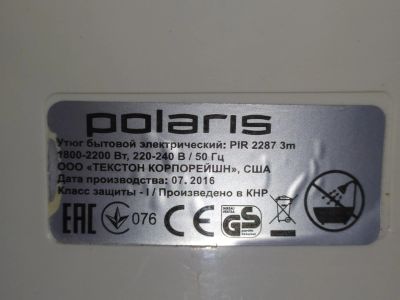 polaris
Утюг бытовой электрический: PIR 2287 3m
1800-2200 Вт, 220-240 В / 50 Гц
ООО «ТЕКСТОН КОРПОРЕЙШН», США
Дата производства: 07. 2016
Класс защиты - I / Произведено в КНР
EAC 076 CE GS